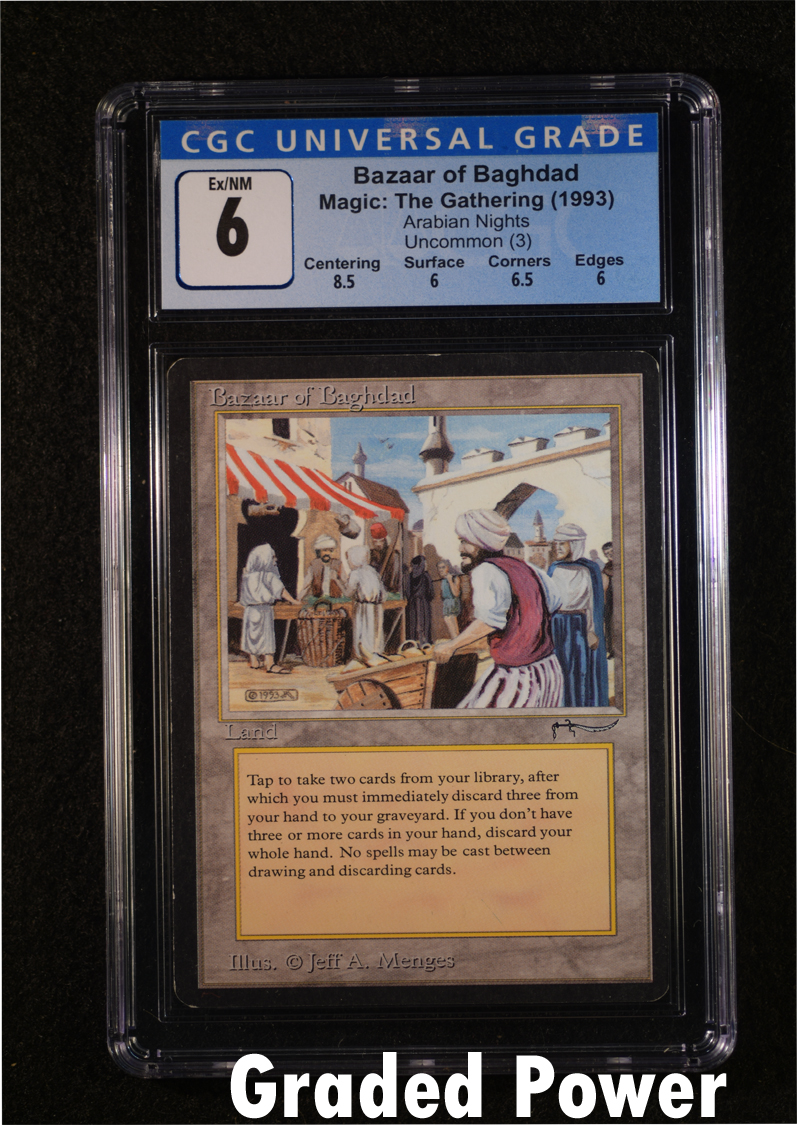 CGC UNIVERSAL GRADE
Ex/NM
6
Bazaar of Baghdad
Magic: The Gathering (1993)
Arabian Nights
Uncommon (3)
Centering Surface Corners Edges
8.5 6 6.5 6
Bazaar of Baghdad
© 1993
Land
Tap to take two cards from your library, after
which you must immediately discard three from
your hand to your graveyard. If you don't have
three or more cards in your hand, discard your
whole hand. No spells may be cast between
drawing and discarding cards.
Illus. © Jeff A. Menges
Graded Power